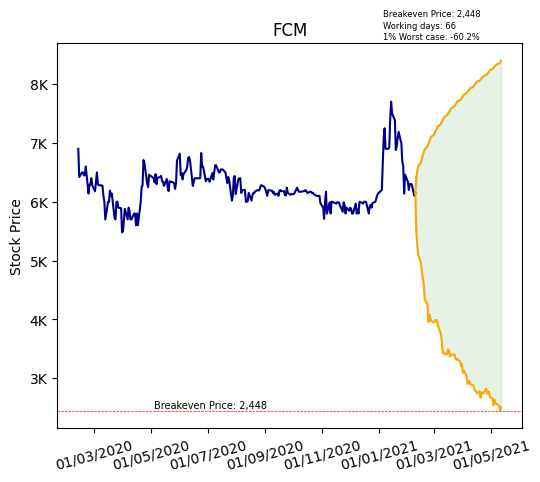 Breakeven Price: 2,448
Working days: 66
1% Worst case: -60.2%
FCM
Stock Price
8K
7K
6K
5K
4K
3K
Breakeven Price: 2,448
01/03/2020
01/05/2020
01/07/2020
01/09/2020
01/11/2020
01/01/2021
01/03/2021
01/05/2021